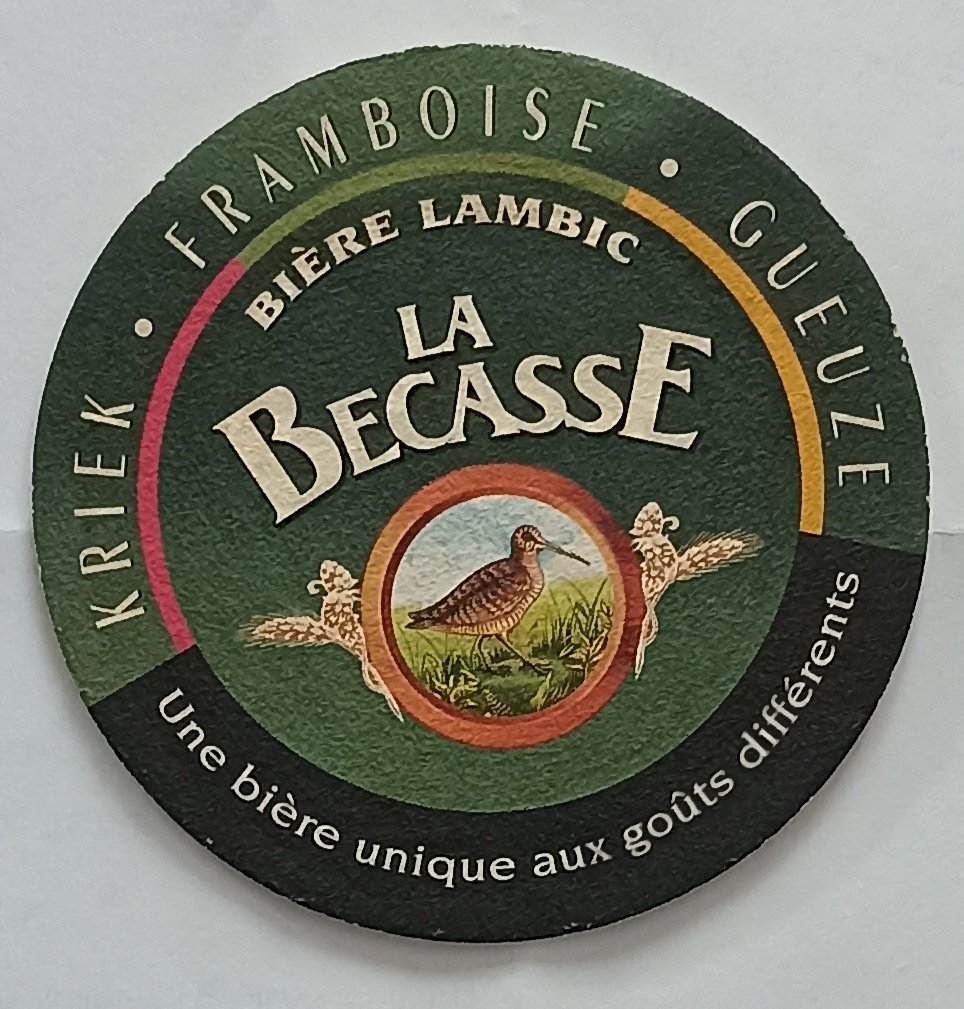 KRIEK • FRAMBOISE • GUEUZE
BIÈRE LAMBIC
LA
BECASSE
Une bière unique aux goûts différents